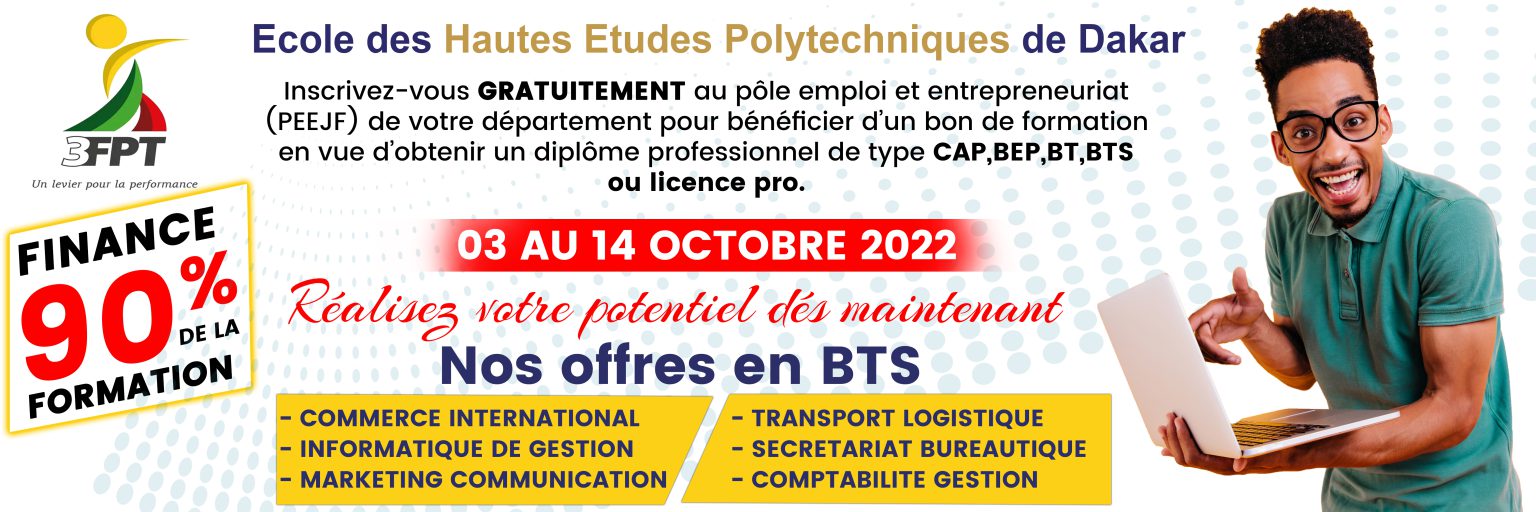 3FPT
Un levier pour la performance
FINANCE
90%
DE LA
FORMATION
Ecole des Hautes Etudes Polytechniques de Dakar
Inscrivez-vous GRATUITEMENT au pôle emploi et entrepreneuriat
(PEEJF) de votre département pour bénéficier d’un bon de formation
en vue d’obtenir un diplôme professionnel de type CAP,BEP,BT,BTS
ou licence pro.
03 AU 14 OCTOBRE 2022
Réalisez votre potentiel dés maintenant
Nos offres en BTS
- COMMERCE INTERNATIONAL
- INFORMATIQUE DE GESTION
- MARKETING COMMUNICATION
- TRANSPORT LOGISTIQUE
- SECRETARIAT BUREAUTIQUE
- COMPTABILITE GESTION